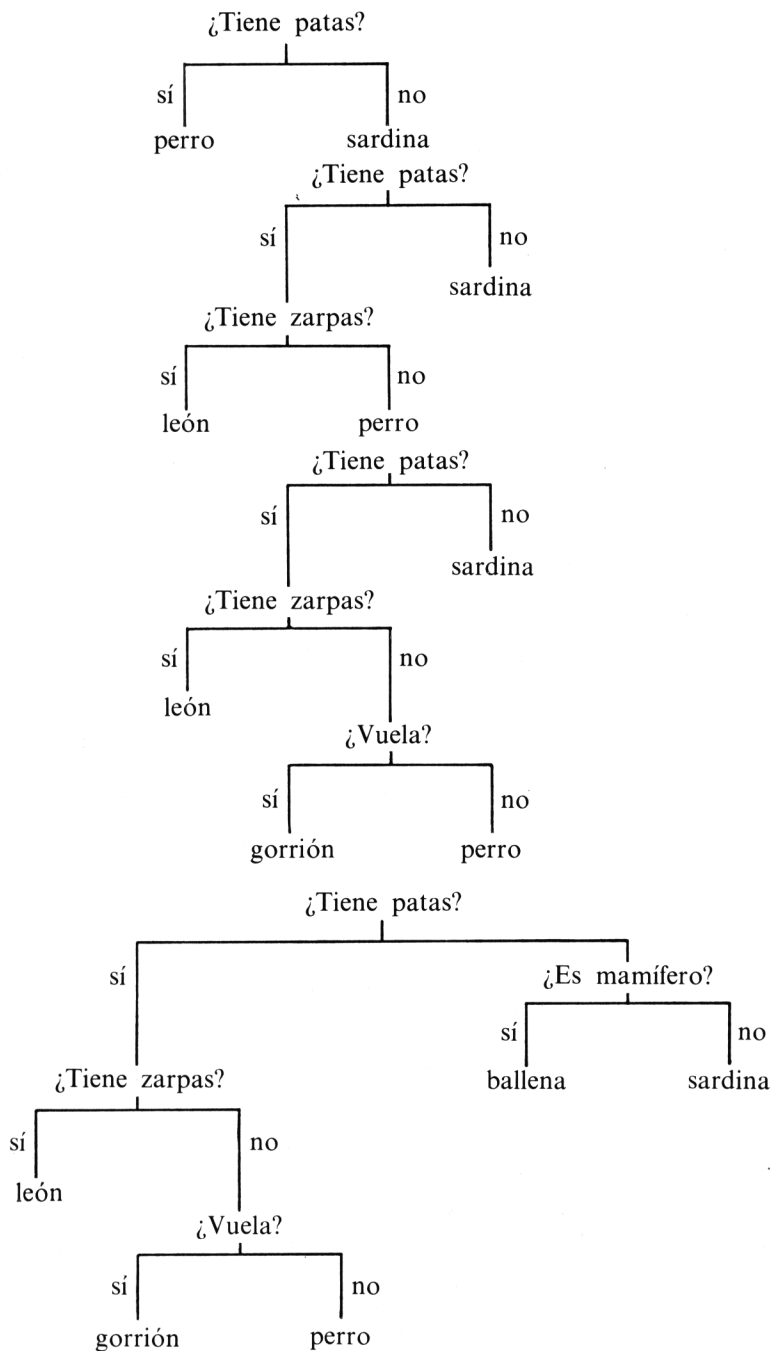 ¿Tiene patas?
sí no
perro sardina
¿Tiene patas?
sí no
sardina
¿Tiene zarpas?
sí no
león perro
¿Tiene patas?
sí no
sardina
¿Tiene zarpas?
sí no
león
¿Vuela?
sí no
gorrión perro
¿Tiene patas?
sí ¿Es mamífero?
sí no
¿Tiene zarpas? ballena sardina
sí no
león
¿Vuela?
sí no
gorrión perro